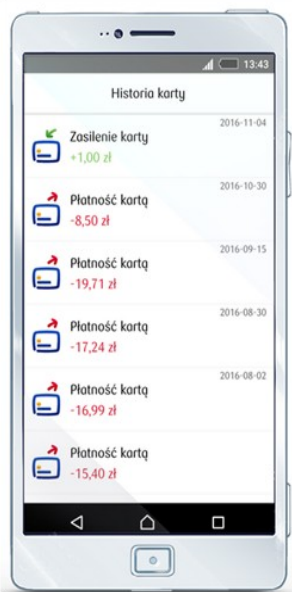 13:43
Historia karty
2016-11-04
Zasilenie karty
+1,00 zł
2016-10-30
Płatność kartą
-8,50 zł
2016-09-15
Płatność kartą
-19,71 zł
2016-08-30
Płatność kartą
-17,24 zł
2016-08-02
Płatność kartą
-16,99 zł
Płatność kartą
-15,40 zł